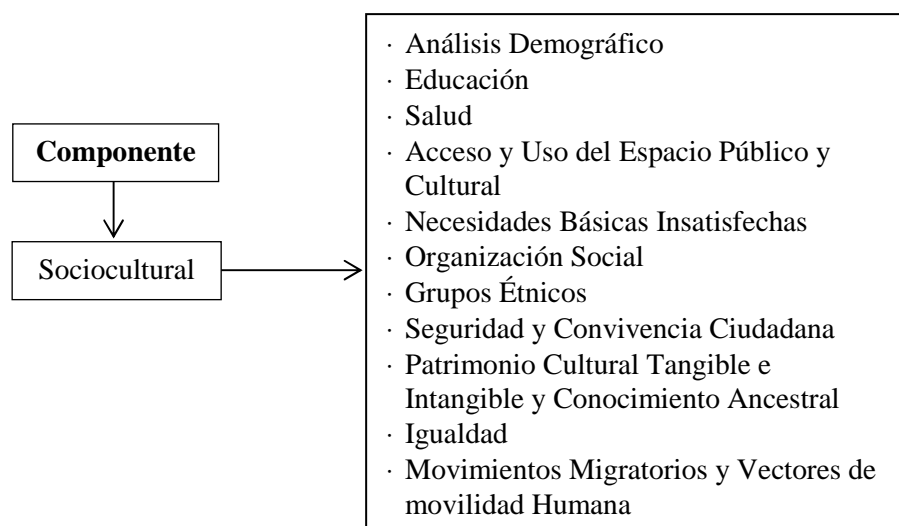 Componente
Sociocultural
· Análisis Demográfico
· Educación
· Salud
· Acceso y Uso del Espacio Público y
Cultural
· Necesidades Básicas Insatisfechas
· Organización Social
· Grupos Étnicos
· Seguridad y Convivencia Ciudadana
· Patrimonio Cultural Tangible e
Intangible y Conocimiento Ancestral
· Igualdad
· Movimientos Migratorios y Vectores de
movilidad Humana